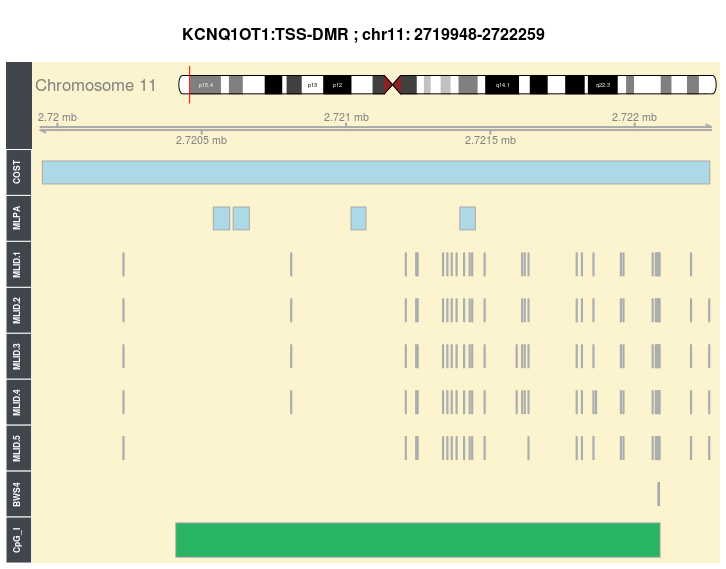 KCNQ1OT1:TSS-DMR ; chr11: 2719948-2722259
Chromosome 11
p15.4 p13 p12 q14.1 q22.3
2.72 mb 2.721 mb 2.722 mb
2.7205 mb 2.7215 mb
COST
MLPA
MLID.1
MLID.2
MLID.3
MLID.4
MLID.5
BWS4
CpG_I